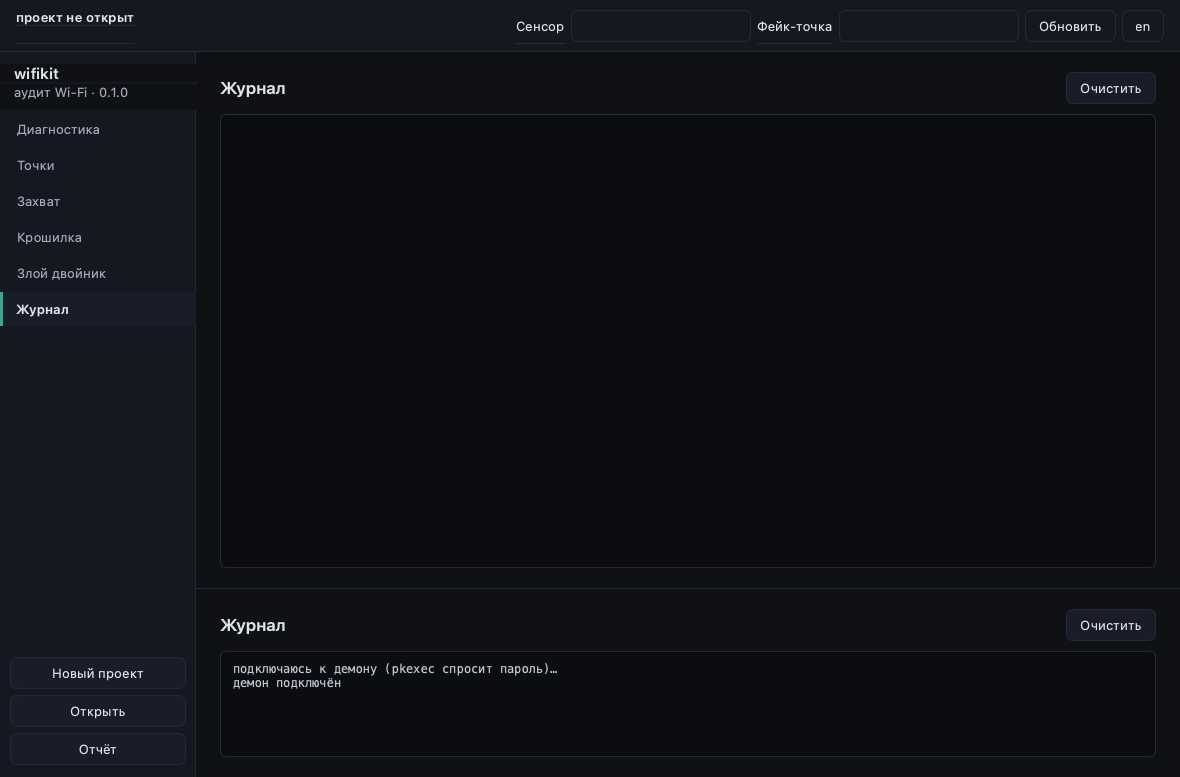 проект не открыт
Сенсор
Фейк-точка
Обновить
en
wifikit
аудит Wi-Fi · 0.1.0
Диагностика
Точки
Захват
Крошилка
Злой двойник
Журнал
Новый проект
Открыть
Отчёт
Журнал
Очистить
Журнал
Очистить
подключаюсь к демону (pkexec спросит пароль)…
демон подключён